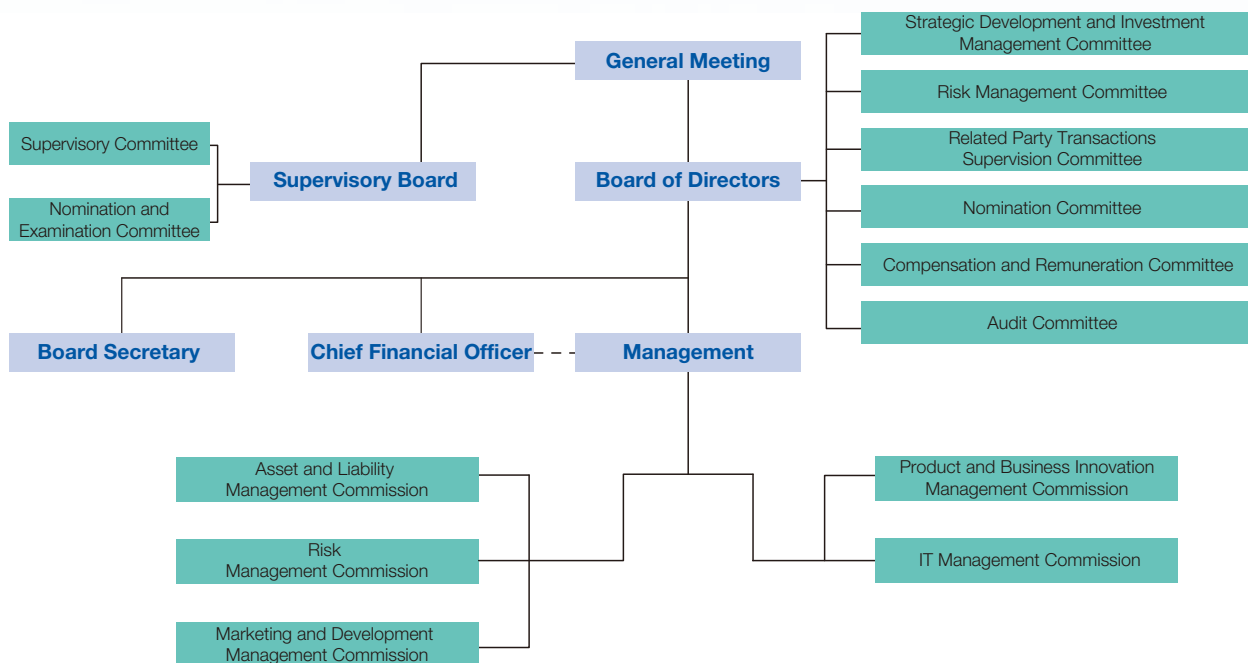 Strategic Development and Investment
Management Committee
General Meeting
Risk Management Committee
Supervisory Committee
Related Party Transactions
Supervision Committee
Supervisory Board
Board of Directors
Nomination and
Examination Committee
Nomination Committee
Compensation and Remuneration Committee
Audit Committee
Board Secretary
Chief Financial Officer
Management
Asset and Liability
Management Commission
Product and Business Innovation
Management Commission
Risk
Management Commission
IT Management Commission
Marketing and Development
Management Commission